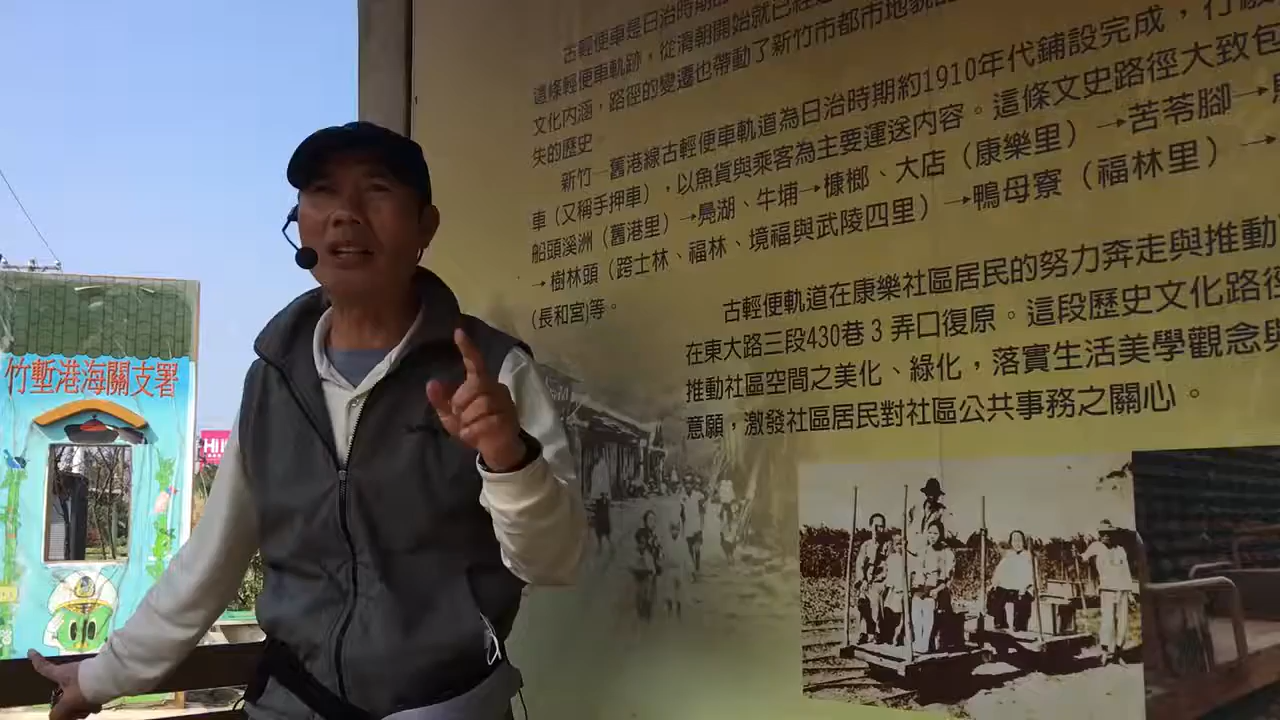 古輕便車是日治時期的
這條輕便車軌跡，從清朝開始就已經
文化內涵，路徑的變遷也帶動了新竹市都市地貌的
失的歷史。
新竹—舊港線古輕便車軌道為日治時期約1910年代鋪設完成，行駛
車（又稱手押車），以魚貨與乘客為主要運送內容。這條文史路徑大致包
船頭溪洲（舊港里）→鳧湖、牛埔→槺榔、大店（康樂里）→苦苓腳→
→樹林頭（跨士林、福林、境福與武陵四里）→鴨母寮（福林里）→
(長和宮)等。
古輕便軌道在康樂社區居民的努力奔走與推動
在東大路三段430巷3弄口復原。這段歷史文化路徑
推動社區空間之美化、綠化，落實生活美學觀念與
意願，激發社區居民對社區公共事務之關心。
竹塹港海關支署
HI